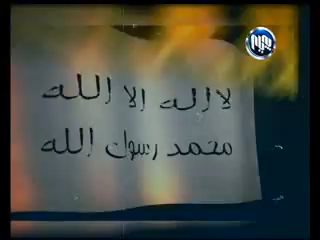 لا اله الا الله
محمد رسول الله